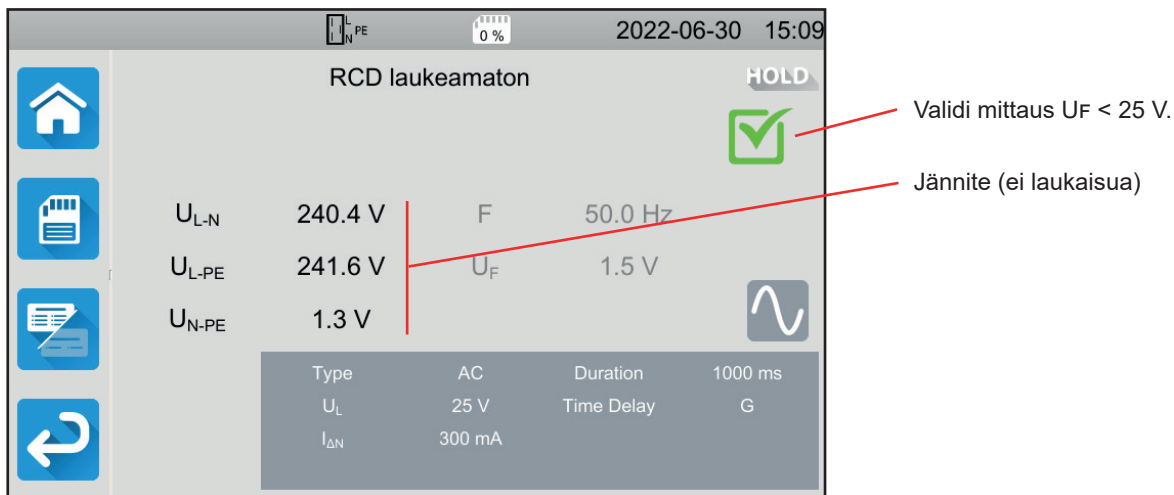 L N PE 0 % 2022-06-30 15:09
RCD laukeamaton HOLD
Validi mittaus UF < 25 V.
Jännite (ei laukaisua)
UL-N 240.4 V F 50.0 Hz
UL-PE 241.6 V UF 1.5 V
UN-PE 1.3 V
Type AC Duration 1000 ms
UL 25 V Time Delay G
IΔN 300 mA